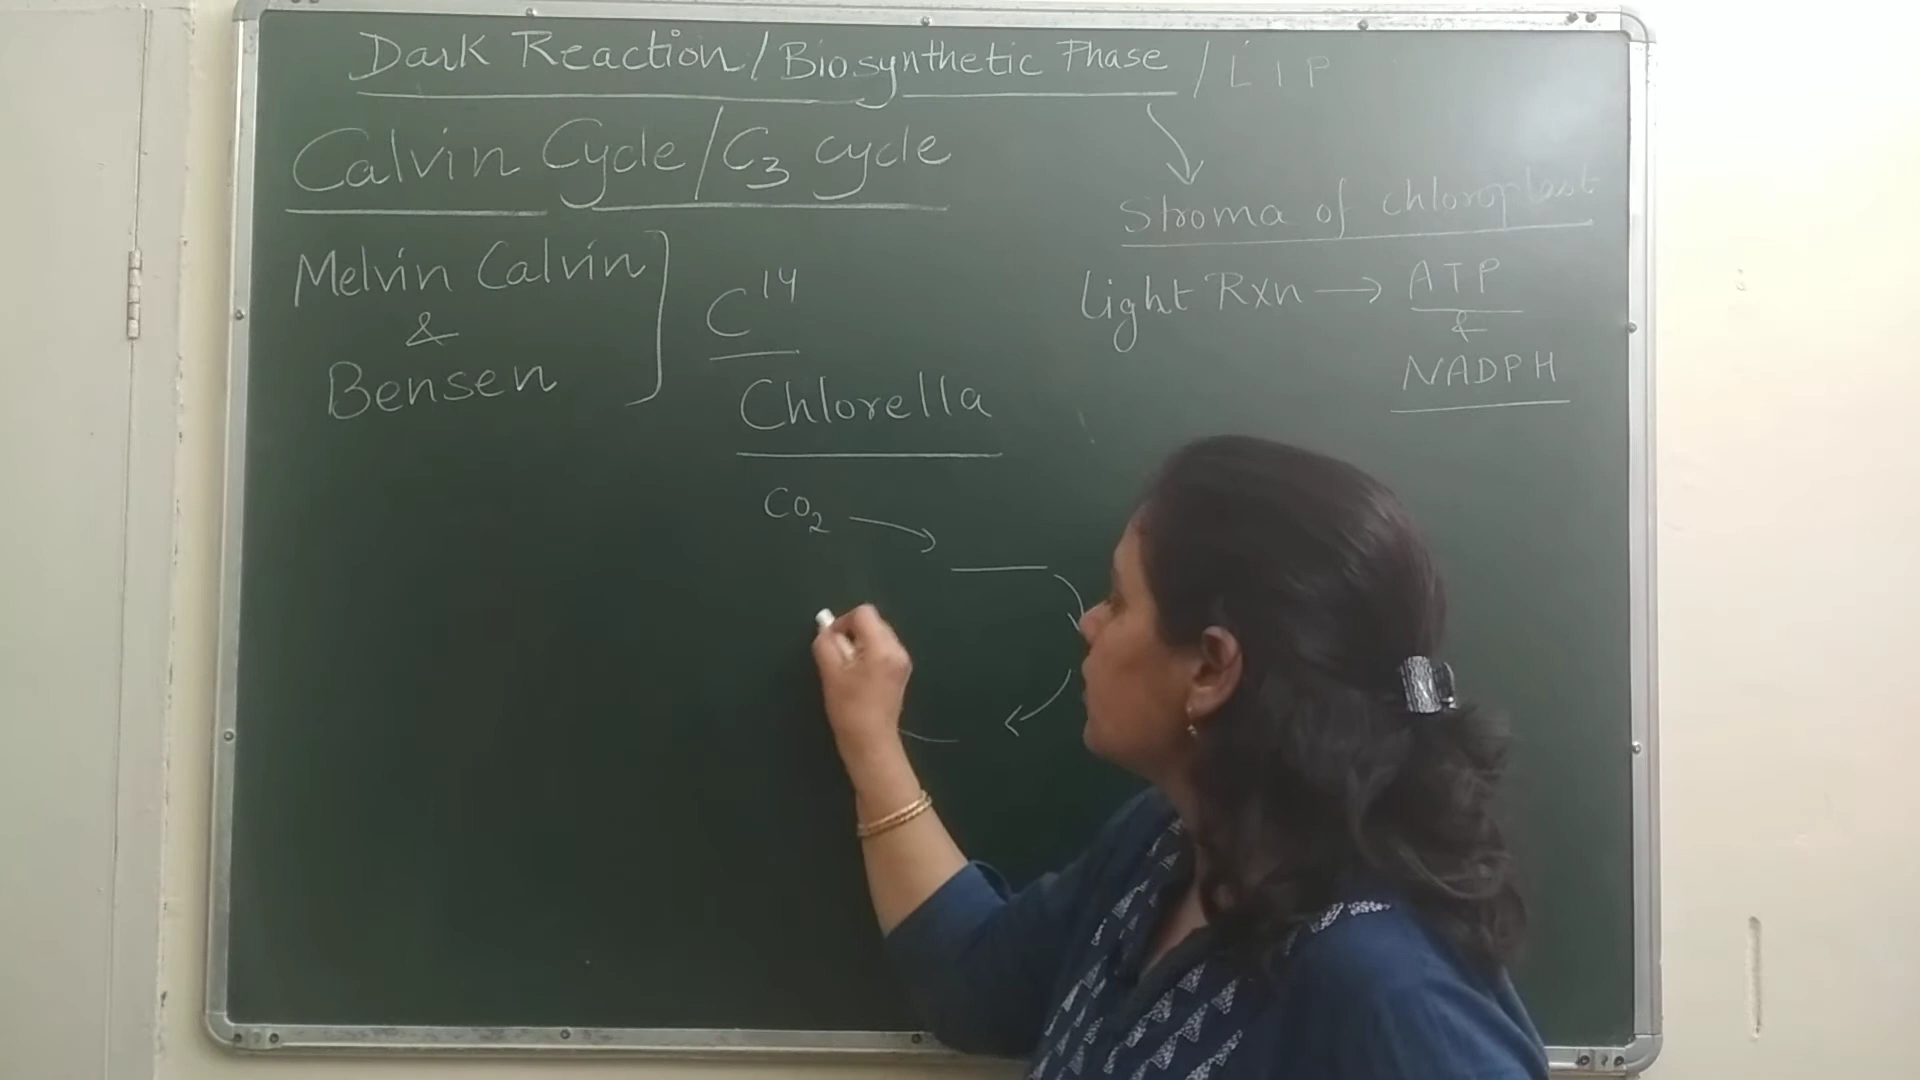 Dark Reaction/Biosynthetic Phase / L I P
Calvin Cycle/C3 cycle
Stroma of chloroplast
Melvin Calvin
&
Bensen
C14
Chlorella
Light Rxn → ATP
&
NADPH
CO2